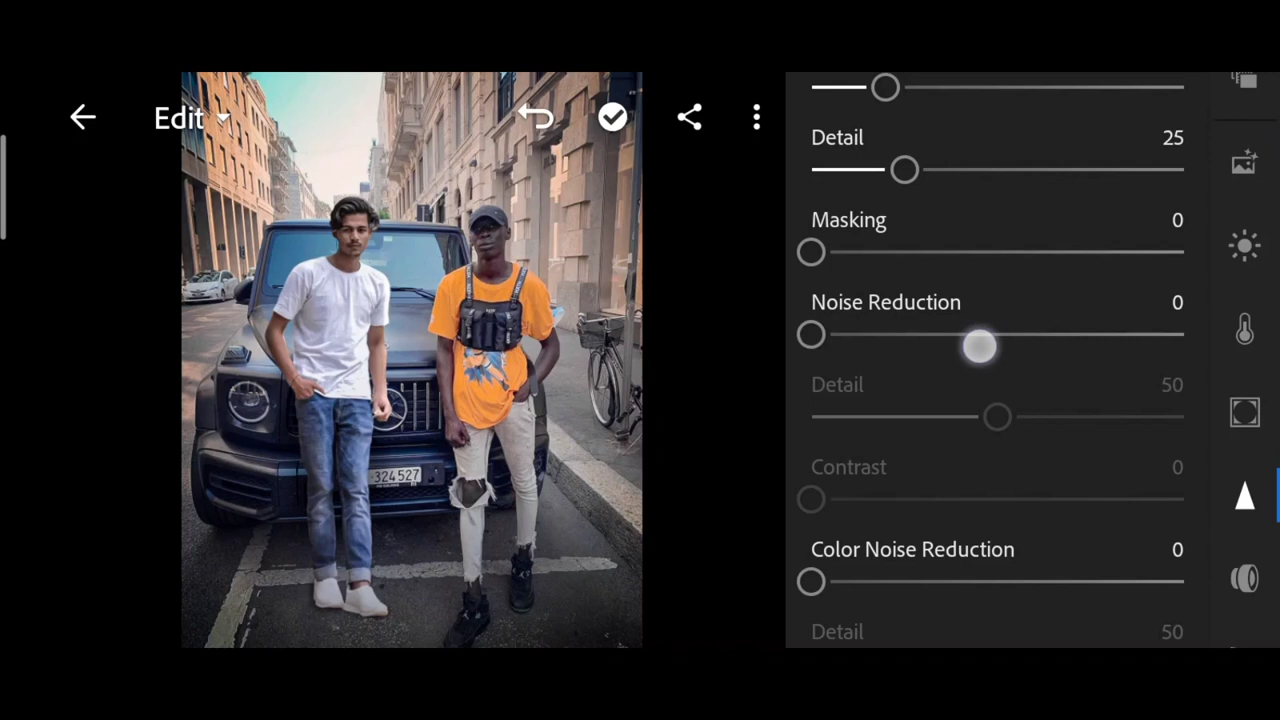 Edit
Detail 25
Masking 0
Noise Reduction 0
Detail 50
Contrast 0
Color Noise Reduction 0
Detail 50
324527